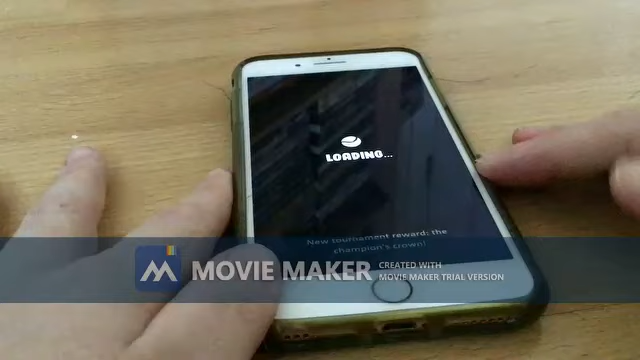 LOADING...
New tournament reward: the
champion's crown!
MOVIE MAKER
CREATED WITH
MOVIE MAKER TRIAL VERSION